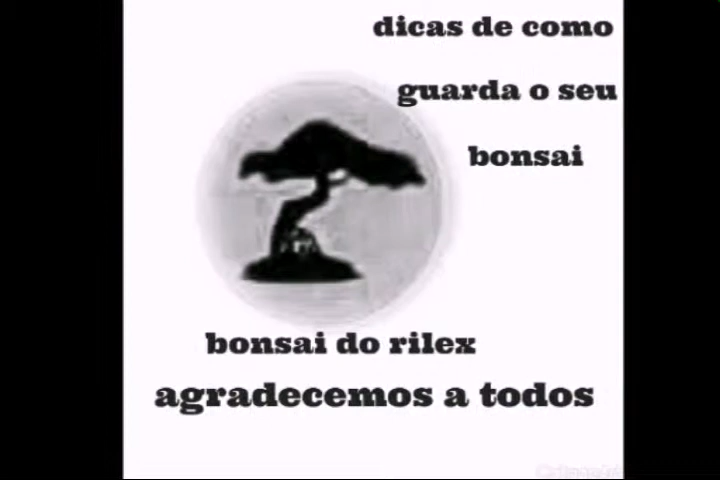 dicas de como
guarda o seu
bonsai
bonsai do rilex
agradecemos a todos